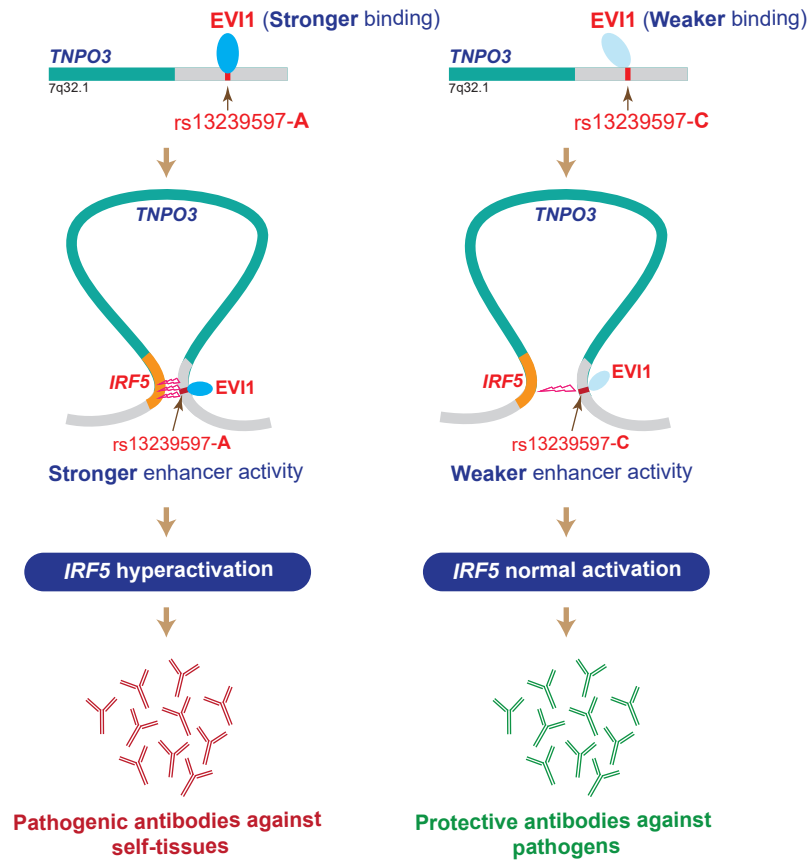 EVI1 (Stronger binding)
TNPO3
7q32.1
rs13239597-A
TNPO3
IRF5
EVI1
rs13239597-A
Stronger enhancer activity
IRF5 hyperactivation
Pathogenic antibodies against
self-tissues
EVI1 (Weaker binding)
TNPO3
7q32.1
rs13239597-C
TNPO3
IRF5
EVI1
rs13239597-C
Weaker enhancer activity
IRF5 normal activation
Protective antibodies against
pathogens